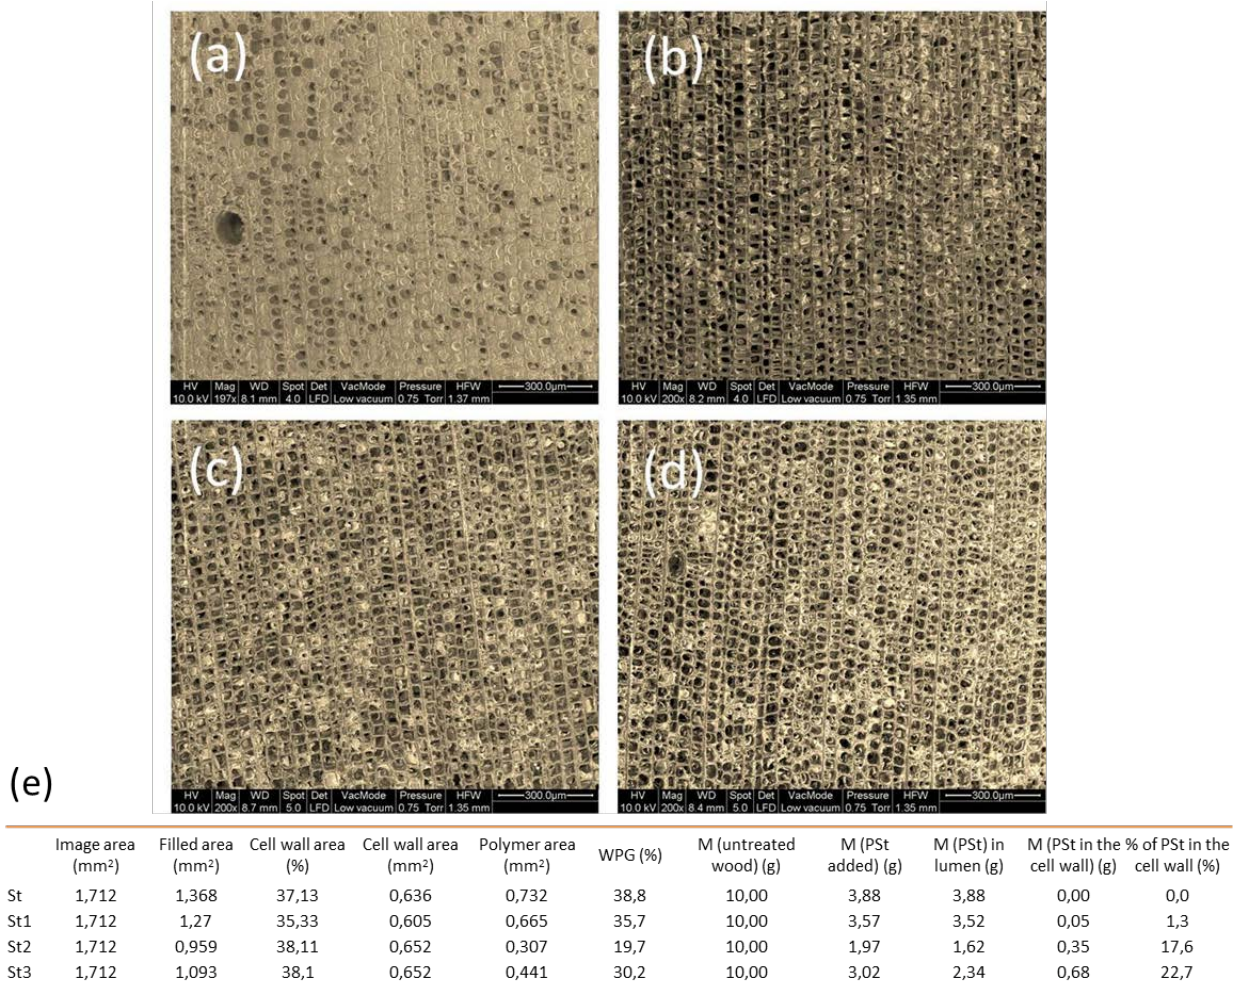 (a)
(b)
HV Mag WD Spot Det VacMode Pressure HFW 300.0µm
10.0 kV 197x 8.1 mm 4.0 LFD Low vacuum 0.75 Torr 1.37 mm
HV Mag WD Spot Det VacMode Pressure HFW 300.0µm
10.0 kV 200x 8.2 mm 4.0 LFD Low vacuum 0.75 Torr 1.35 mm
(c)
(d)
HV Mag WD Spot Det VacMode Pressure HFW 300.0µm
10.0 kV 200x 8.7 mm 5.0 LFD Low vacuum 0.75 Torr 1.35 mm
HV Mag WD Spot Det VacMode Pressure HFW 300.0µm
10.0 kV 200x 8.4 mm 5.0 LFD Low vacuum 0.75 Torr 1.35 mm
(e)
Image area Filled area Cell wall area Cell wall area Polymer area WPG (%) M (untreated M (PSt M (PSt) in M (PSt in the % of PSt in the
(mm²) (mm²) (%) (mm²) (mm²) wood) (g) added) (g) lumen (g) cell wall) (g) cell wall (%)
St 1,712 1,368 37,13 0,636 0,732 38,8 10,00 3,88 3,88 0,00 0,0
St1 1,712 1,27 35,33 0,605 0,665 35,7 10,00 3,57 3,52 0,05 1,3
St2 1,712 0,959 38,11 0,652 0,307 19,7 10,00 1,97 1,62 0,35 17,6
St3 1,712 1,093 38,1 0,652 0,441 30,2 10,00 3,02 2,34 0,68 22,7